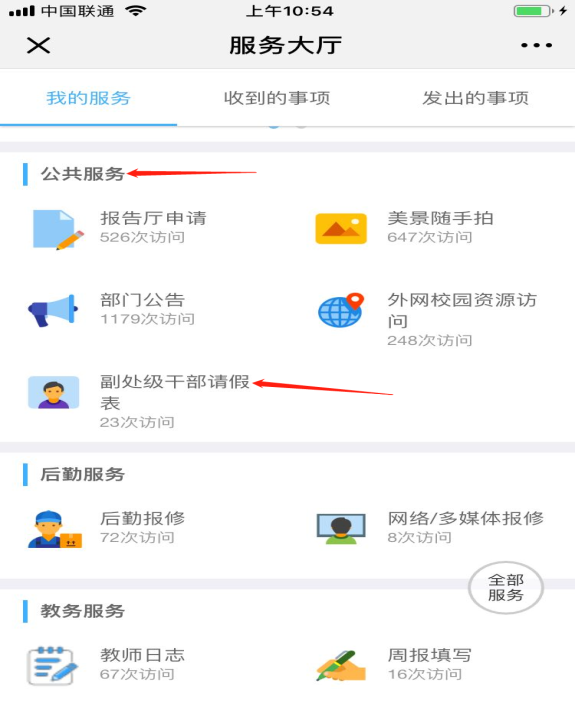 中国联通
上午10:54
服务大厅
我的服务
收到的事项
发出的事项
公共服务
报告厅申请
526次访问
美景随手拍
647次访问
部门公告
1179次访问
外网校园资源访
问
248次访问
副处级干部请假
表
23次访问
后勤服务
后勤报修
72次访问
网络/多媒体报修
8次访问
全部
服务
教务服务
教师日志
67次访问
周报填写
16次访问